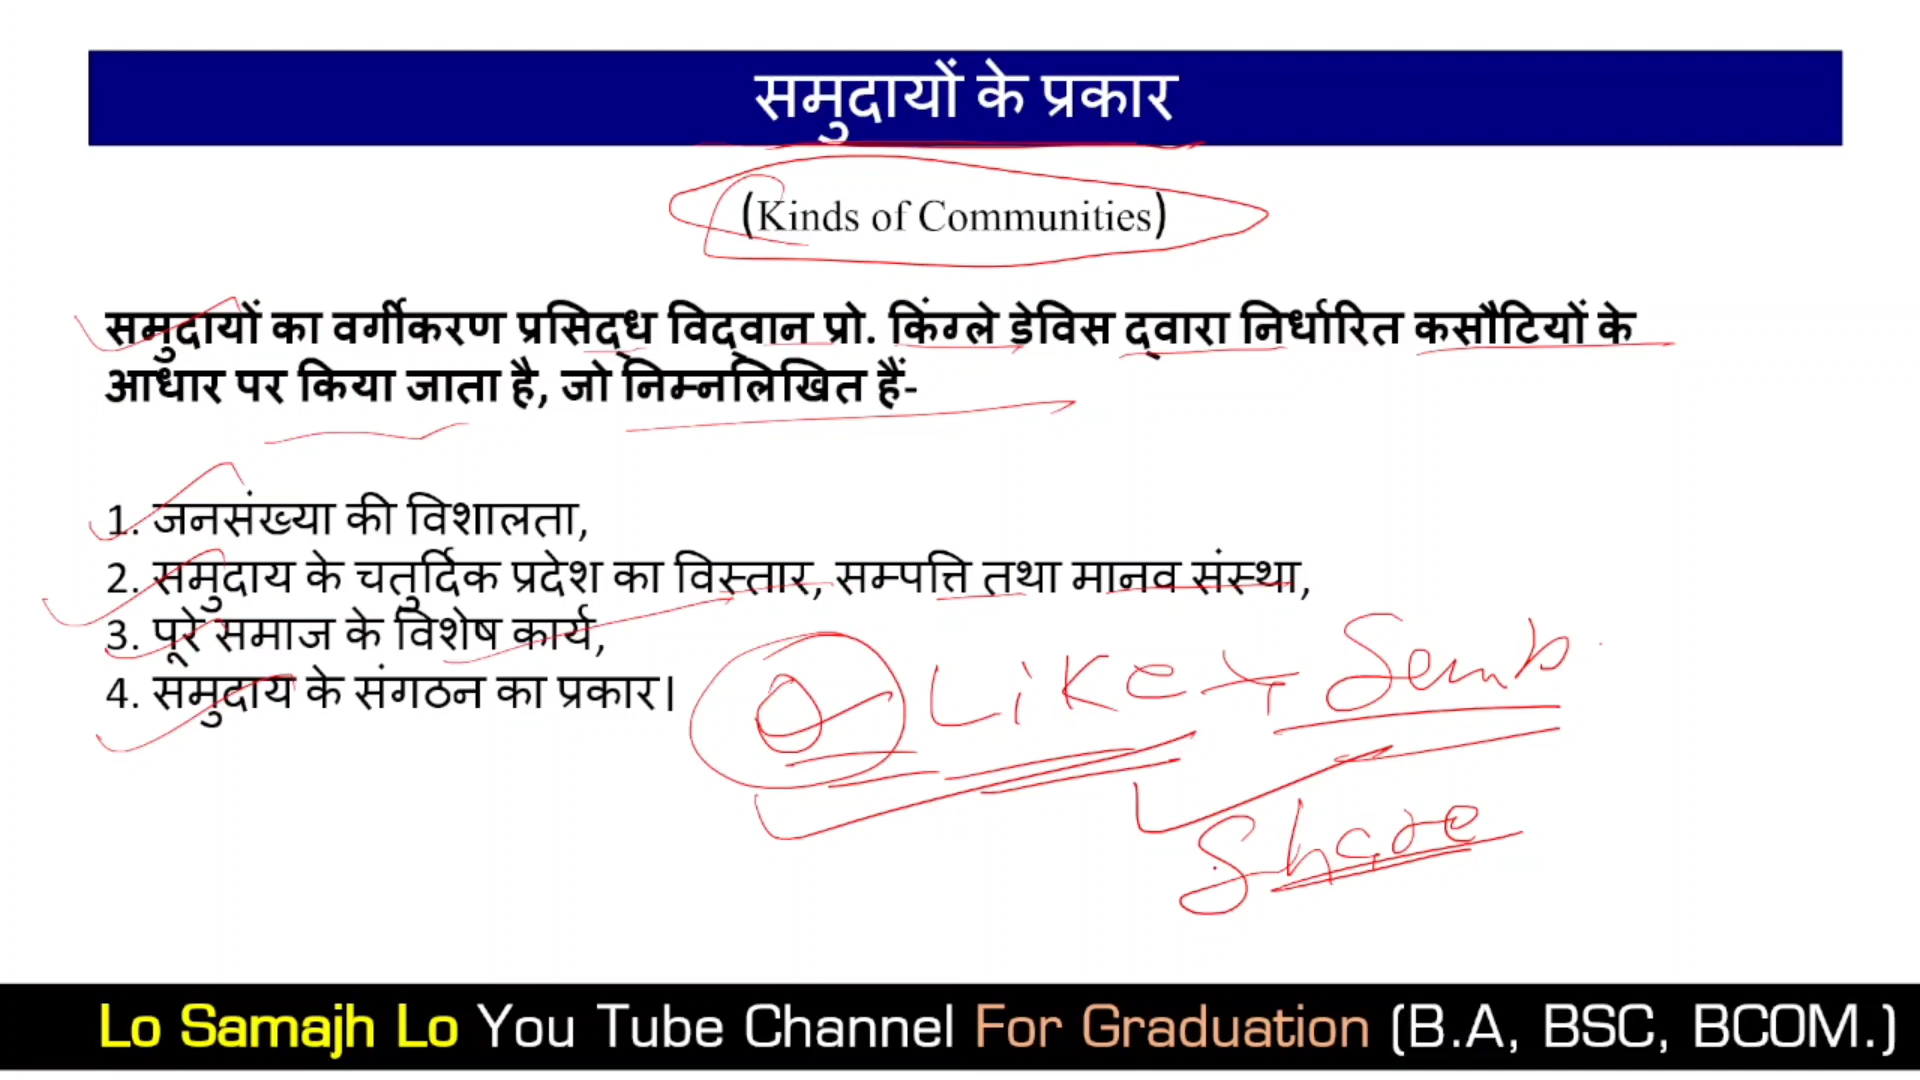 समुदायों के प्रकार
(Kinds of Communities)
समुदायों का वर्गीकरण प्रसिद्ध विद्वान प्रो. किंग्ले डेविस द्वारा निर्धारित कसौटियों के
आधार पर किया जाता है, जो निम्नलिखित हैं-
1. जनसंख्या की विशालता,
2. समुदाय के चतुर्दिक प्रदेश का विस्तार, सम्पत्ति तथा मानव संस्था,
3. पूरे समाज के विशेष कार्य,
4. समुदाय के संगठन का प्रकार।
Like +
Share
Lo Samajh Lo You Tube Channel For Graduation (B.A, BSC, BCOM.)